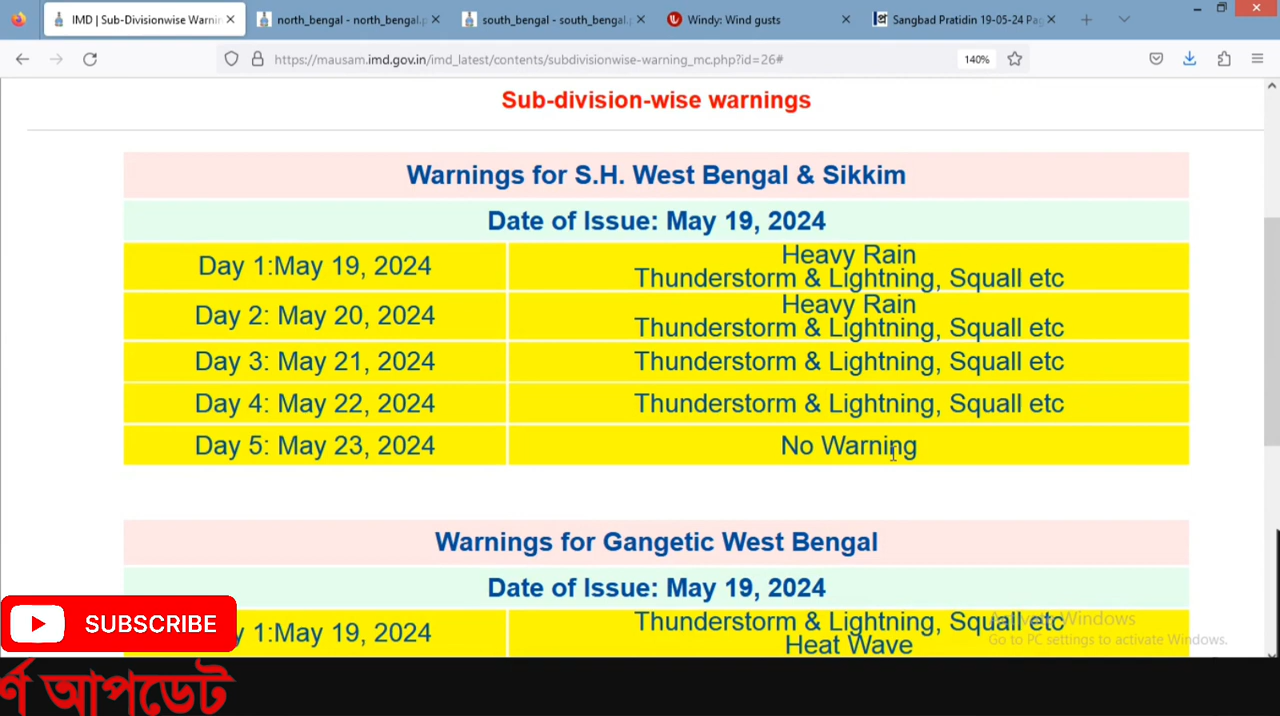 IMD | Sub-Divisionwise Warnin
north_bengal - north_bengal.p
south_bengal - south_bengal.p
Windy: Wind gusts
Sangbad Pratidin 19-05-24 Pag
https://mausam.imd.gov.in/imd_latest/contents/subdivisionwise-warning_mc.php?id=26#
140%
Sub-division-wise warnings
Warnings for S.H. West Bengal & Sikkim
Date of Issue: May 19, 2024
Day 1:May 19, 2024
Heavy Rain
Thunderstorm & Lightning, Squall etc
Day 2: May 20, 2024
Heavy Rain
Thunderstorm & Lightning, Squall etc
Day 3: May 21, 2024
Thunderstorm & Lightning, Squall etc
Day 4: May 22, 2024
Thunderstorm & Lightning, Squall etc
Day 5: May 23, 2024
No Warning
Warnings for Gangetic West Bengal
Date of Issue: May 19, 2024
y 1:May 19, 2024
Thunderstorm & Lightning, Squall etc
Heat Wave
Activate Windows
Go to PC settings to activate Windows.
SUBSCRIBE
র্ণ আপডেট